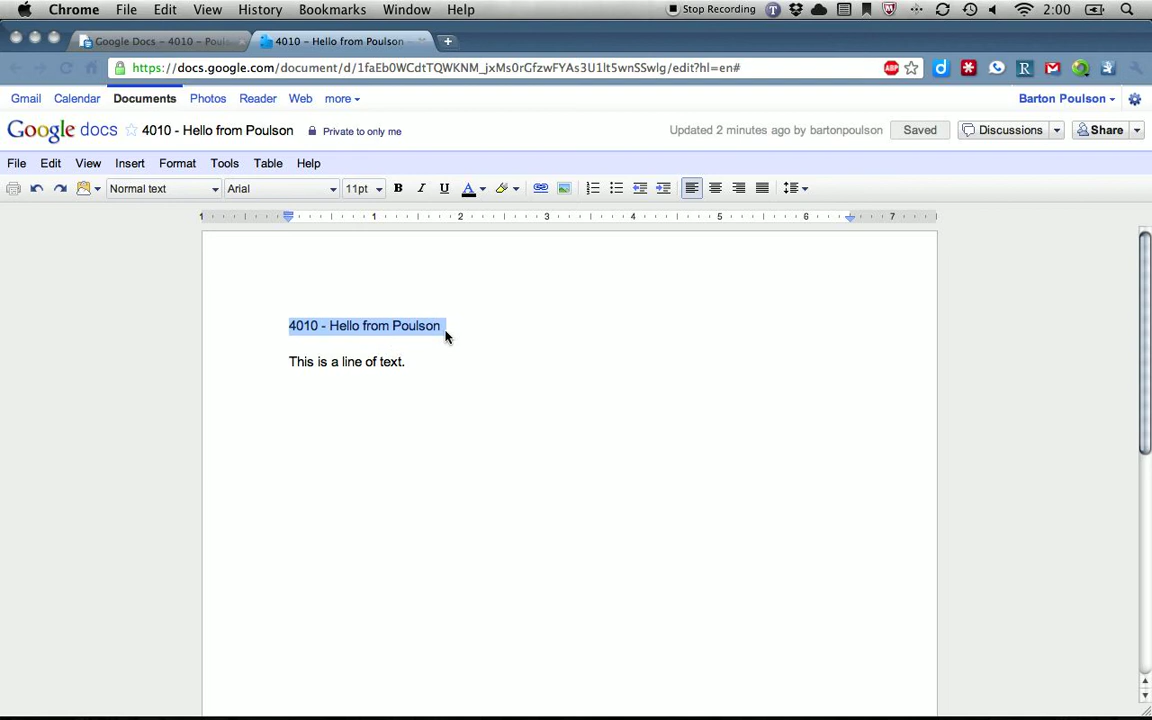 Chrome File Edit View History Bookmarks Window Help Stop Recording 2:00
Google Docs - 4010 - Poul 4010 - Hello from Poulson
https://docs.google.com/document/d/1faEb0WCdtTQWKNM_jxMs0rGfzwFYAs3U1lt5wnSSwlg/edit?hl=en#
Gmail Calendar Documents Photos Reader Web more Barton Poulson
Google docs 4010 - Hello from Poulson Private to only me Updated 2 minutes ago by bartonpoulson Saved Discussions Share
File Edit View Insert Format Tools Table Help
Normal text Arial 11pt B I U A
1 1 2 3 4 5 6 7
4010 - Hello from Poulson
This is a line of text.